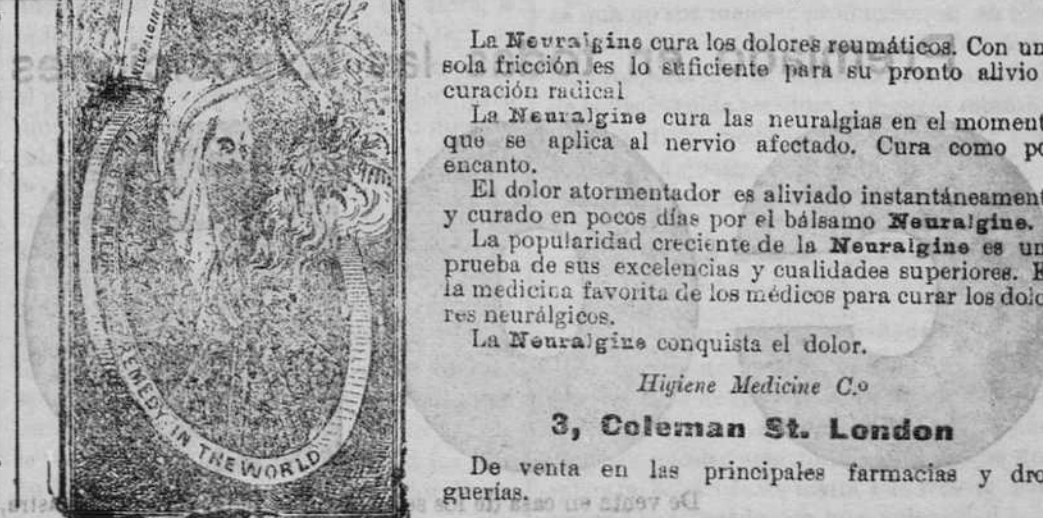 NEURALGINE
REMEDY IN THE WORLD
La Neuralgine cura los dolores reumáticos. Con un
sola fricción es lo suficiente para su pronto alivio
curación radical
La Neuralgine cura las neuralgias en el moment
que se aplica al nervio afectado. Cura como po
encanto.
El dolor atormentador es aliviado instantáneament
y curado en pocos días por el bálsamo Neuralgine.
La popularidad creciente de la Neuralgine es un
prueba de sus excelencias y cualidades superiores. E
la medicina favorita de los médicos para curar los dolo
res neurálgicos.
La Neuralgine conquista el dolor.
Higiene Medicine C.o
3, Coleman St. London
De venta en las principales farmacias y dro
guerías.